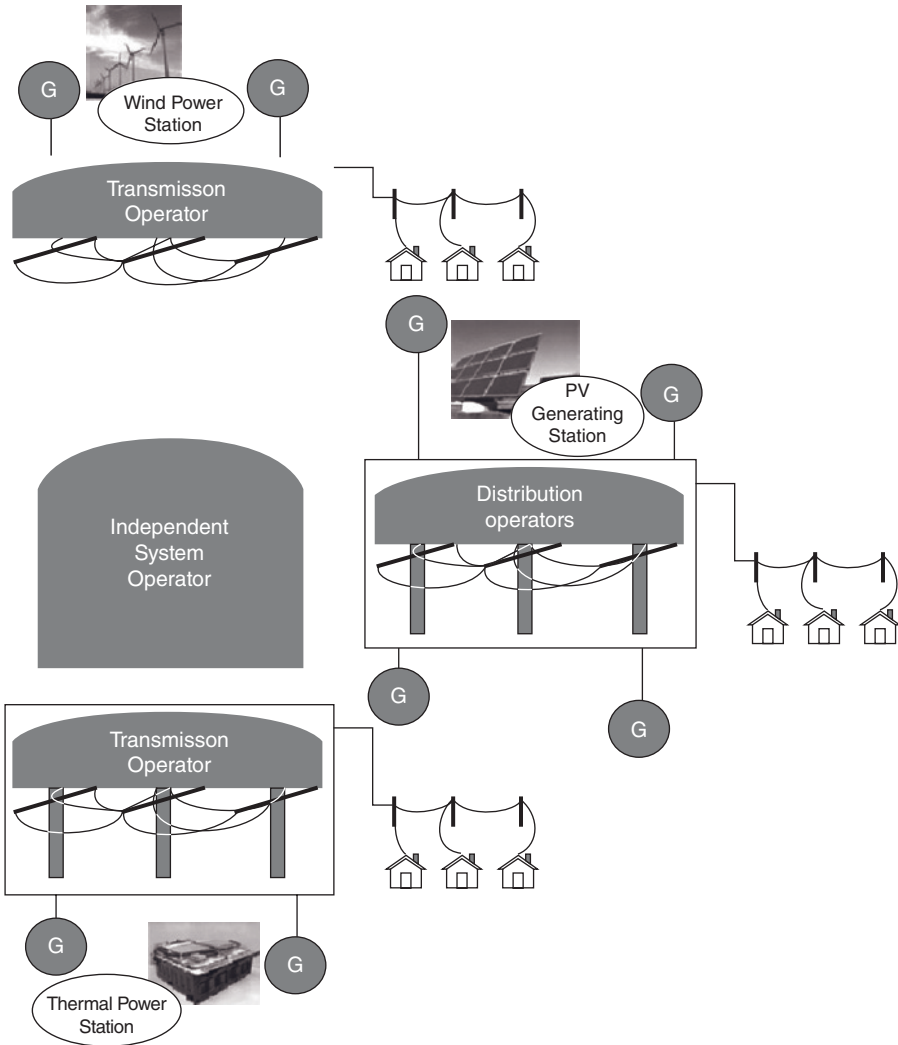 G
G
Wind Power
Station
Transmisson
Operator
G
PV
Generating
Station
G
Distribution
operators
Independent
System
Operator
G
G
Transmisson
Operator
G
G
Thermal Power
Station